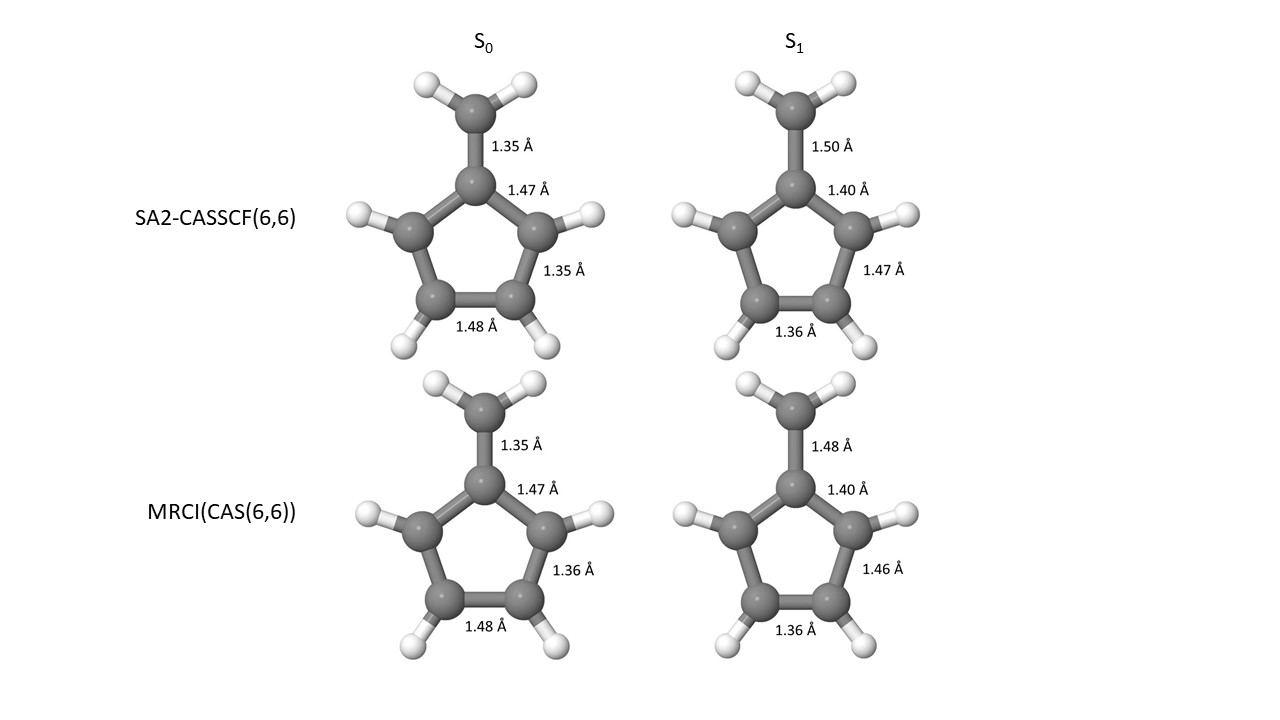 S₀ S₁
1.35 Å 1.50 Å
1.47 Å 1.40 Å
SA2-CASSCF(6,6)
1.35 Å 1.47 Å
1.48 Å 1.36 Å
1.35 Å 1.48 Å
1.47 Å 1.40 Å
MRCI(CAS(6,6))
1.36 Å 1.46 Å
1.48 Å 1.36 Å